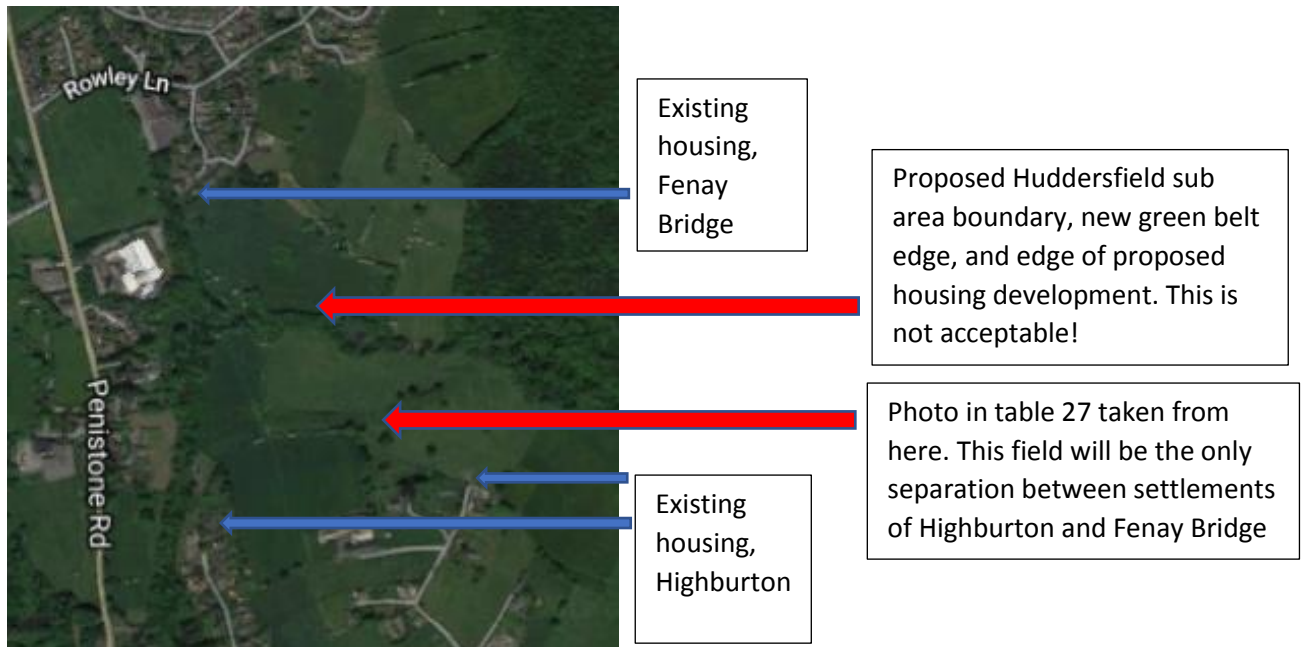 Rowley Ln
Penistone Rd
Existing
housing,
Fenay
Bridge
Proposed Huddersfield sub
area boundary, new green belt
edge, and edge of proposed
housing development. This is
not acceptable!
Photo in table 27 taken from
here. This field will be the only
separation between settlements
of Highburton and Fenay Bridge
Existing
housing,
Highburton